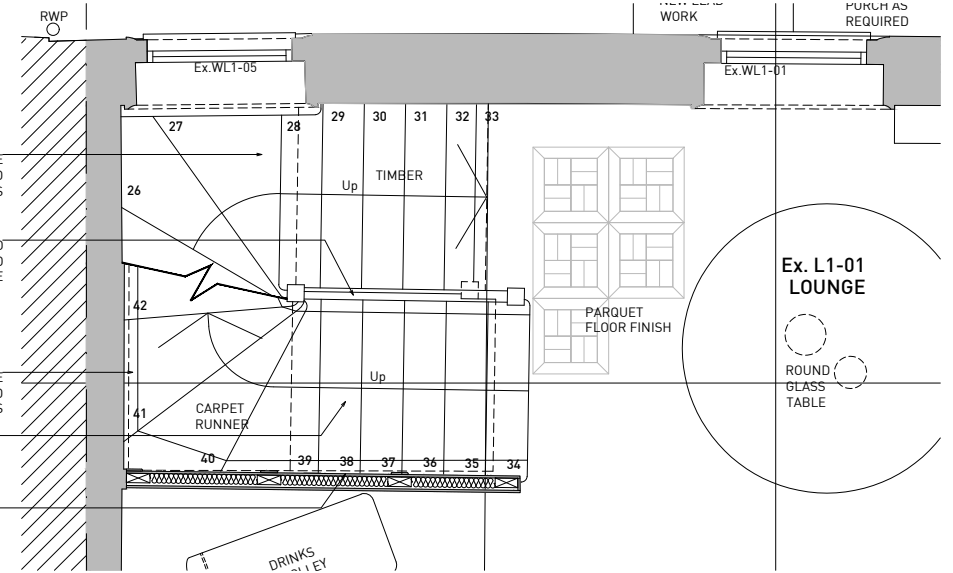 RWP
WORK
REQUIRED
Ex.WL1-05
Ex.WL1-01
27
28
29
30
31
32
33
TIMBER
Up
26
Ex. L1-01
LOUNGE
42
PARQUET
FLOOR FINISH
ROUND
GLASS
TABLE
Up
41
CARPET
RUNNER
40
39
38
37
36
35
34
DRINKS